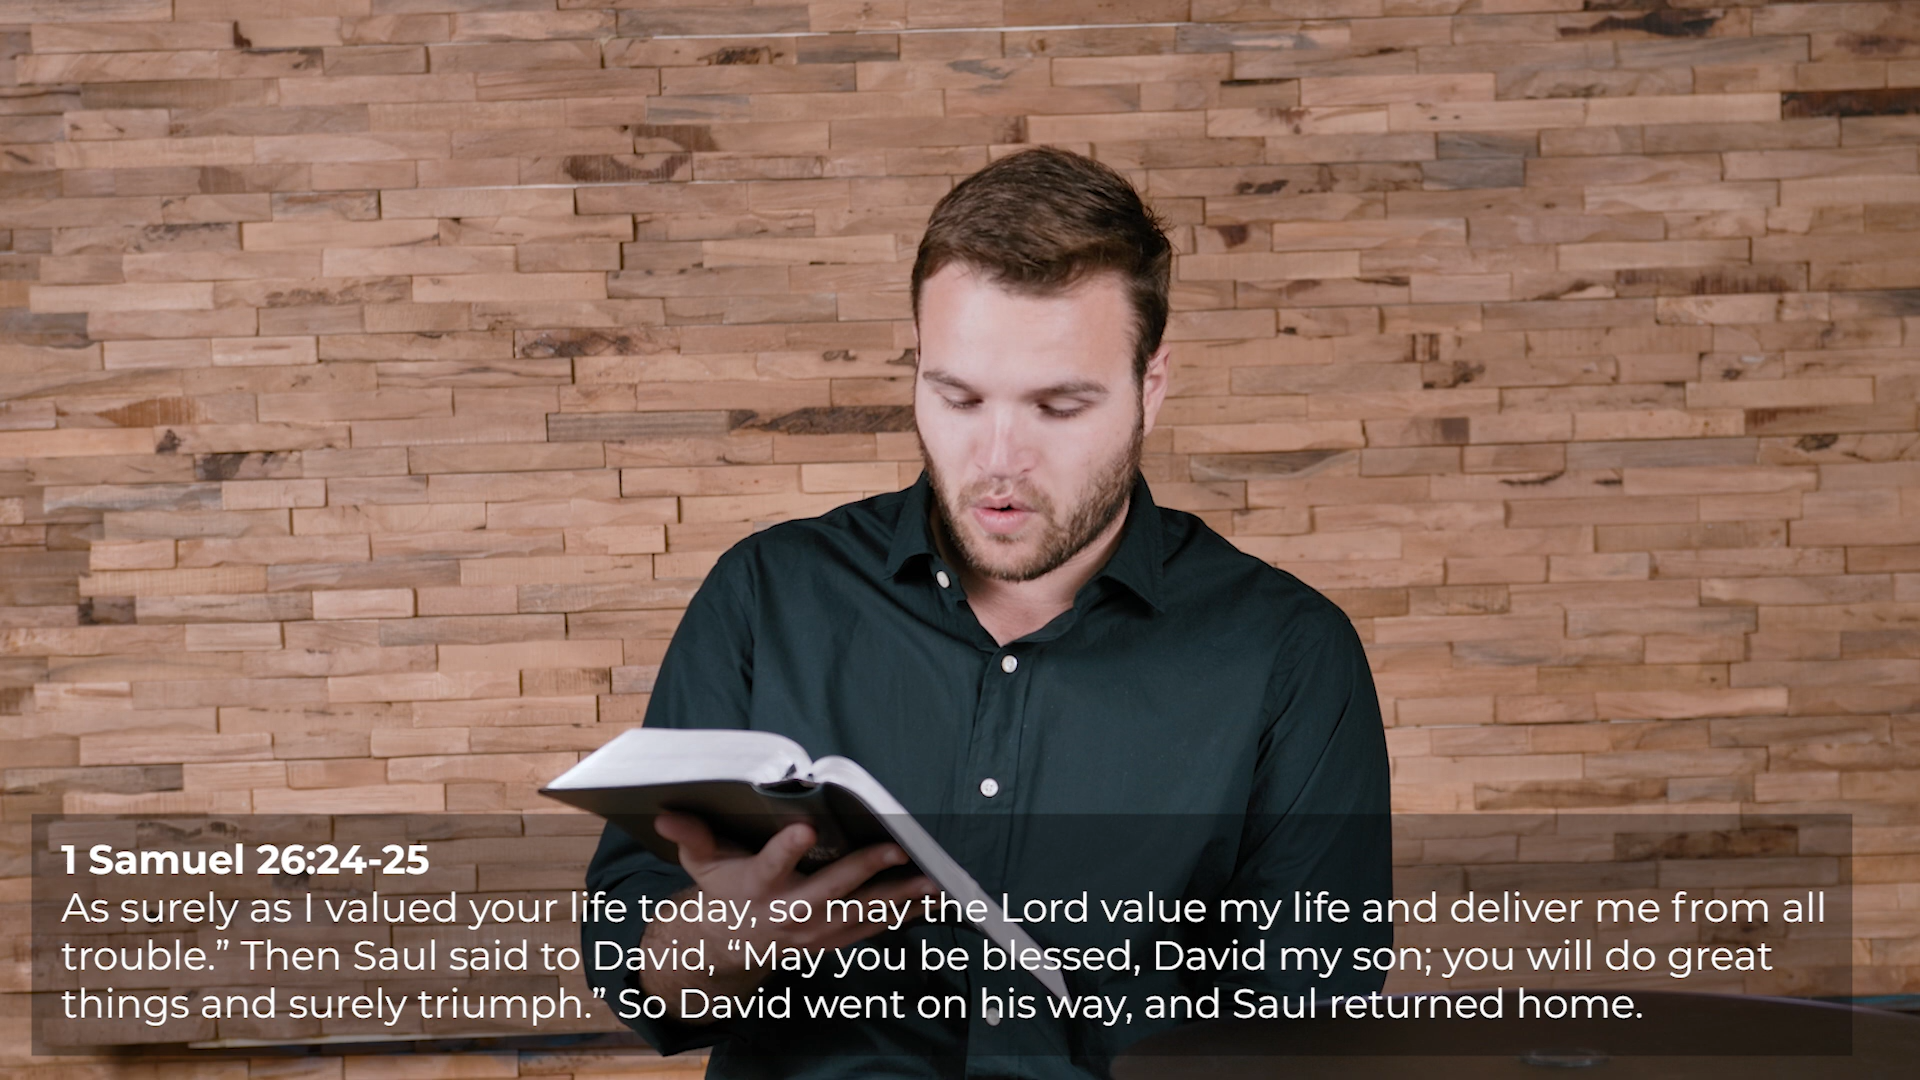 1 Samuel 26:24-25
As surely as I valued your life today, so may the Lord value my life and deliver me from all
trouble.” Then Saul said to David, “May you be blessed, David my son; you will do great
things and surely triumph.” So David went on his way, and Saul returned home.